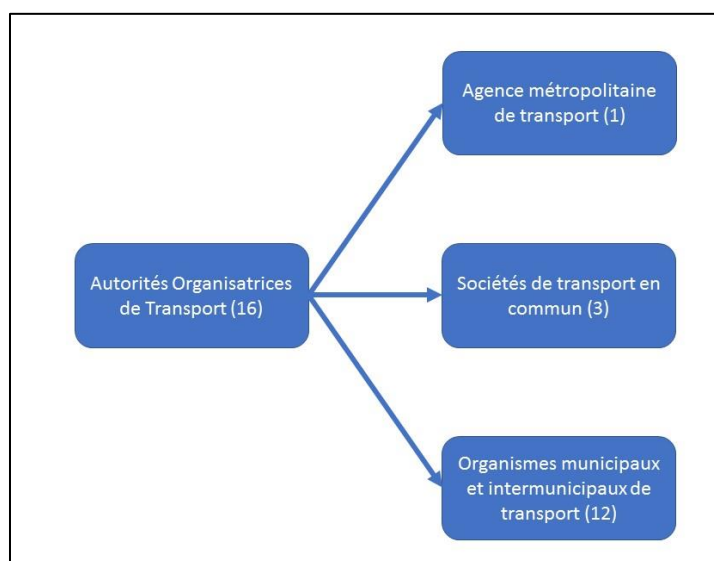 Agence métropolitaine
de transport (1)
Autorités Organisatrices
de Transport (16)
Sociétés de transport en
commun (3)
Organismes municipaux
et intermunicipaux de
transport (12)